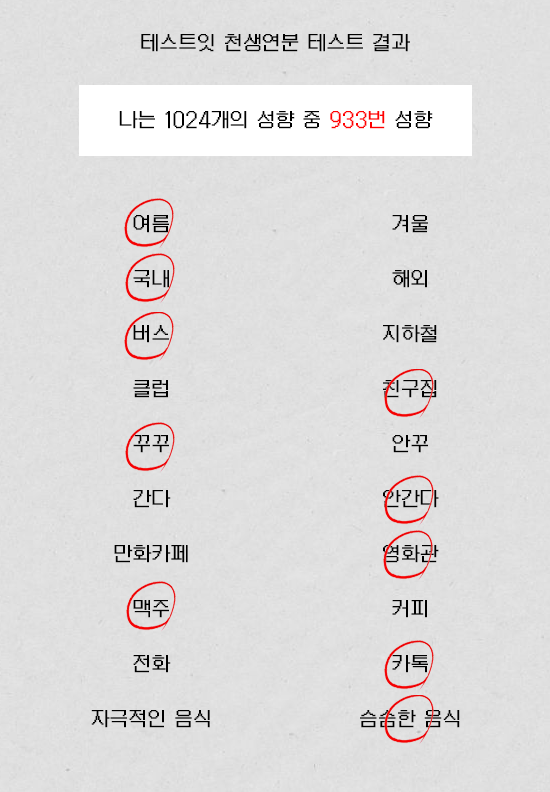 테스트잇 천생연분 테스트 결과
나는 1024개의 성향 중 933번 성향
여름 겨울
국내 해외
버스 지하철
클럽 친구집
꾸꾸 안꾸
간다 안간다
만화카페 영화관
맥주 커피
전화 카톡
자극적인 음식 슴슴한 음식